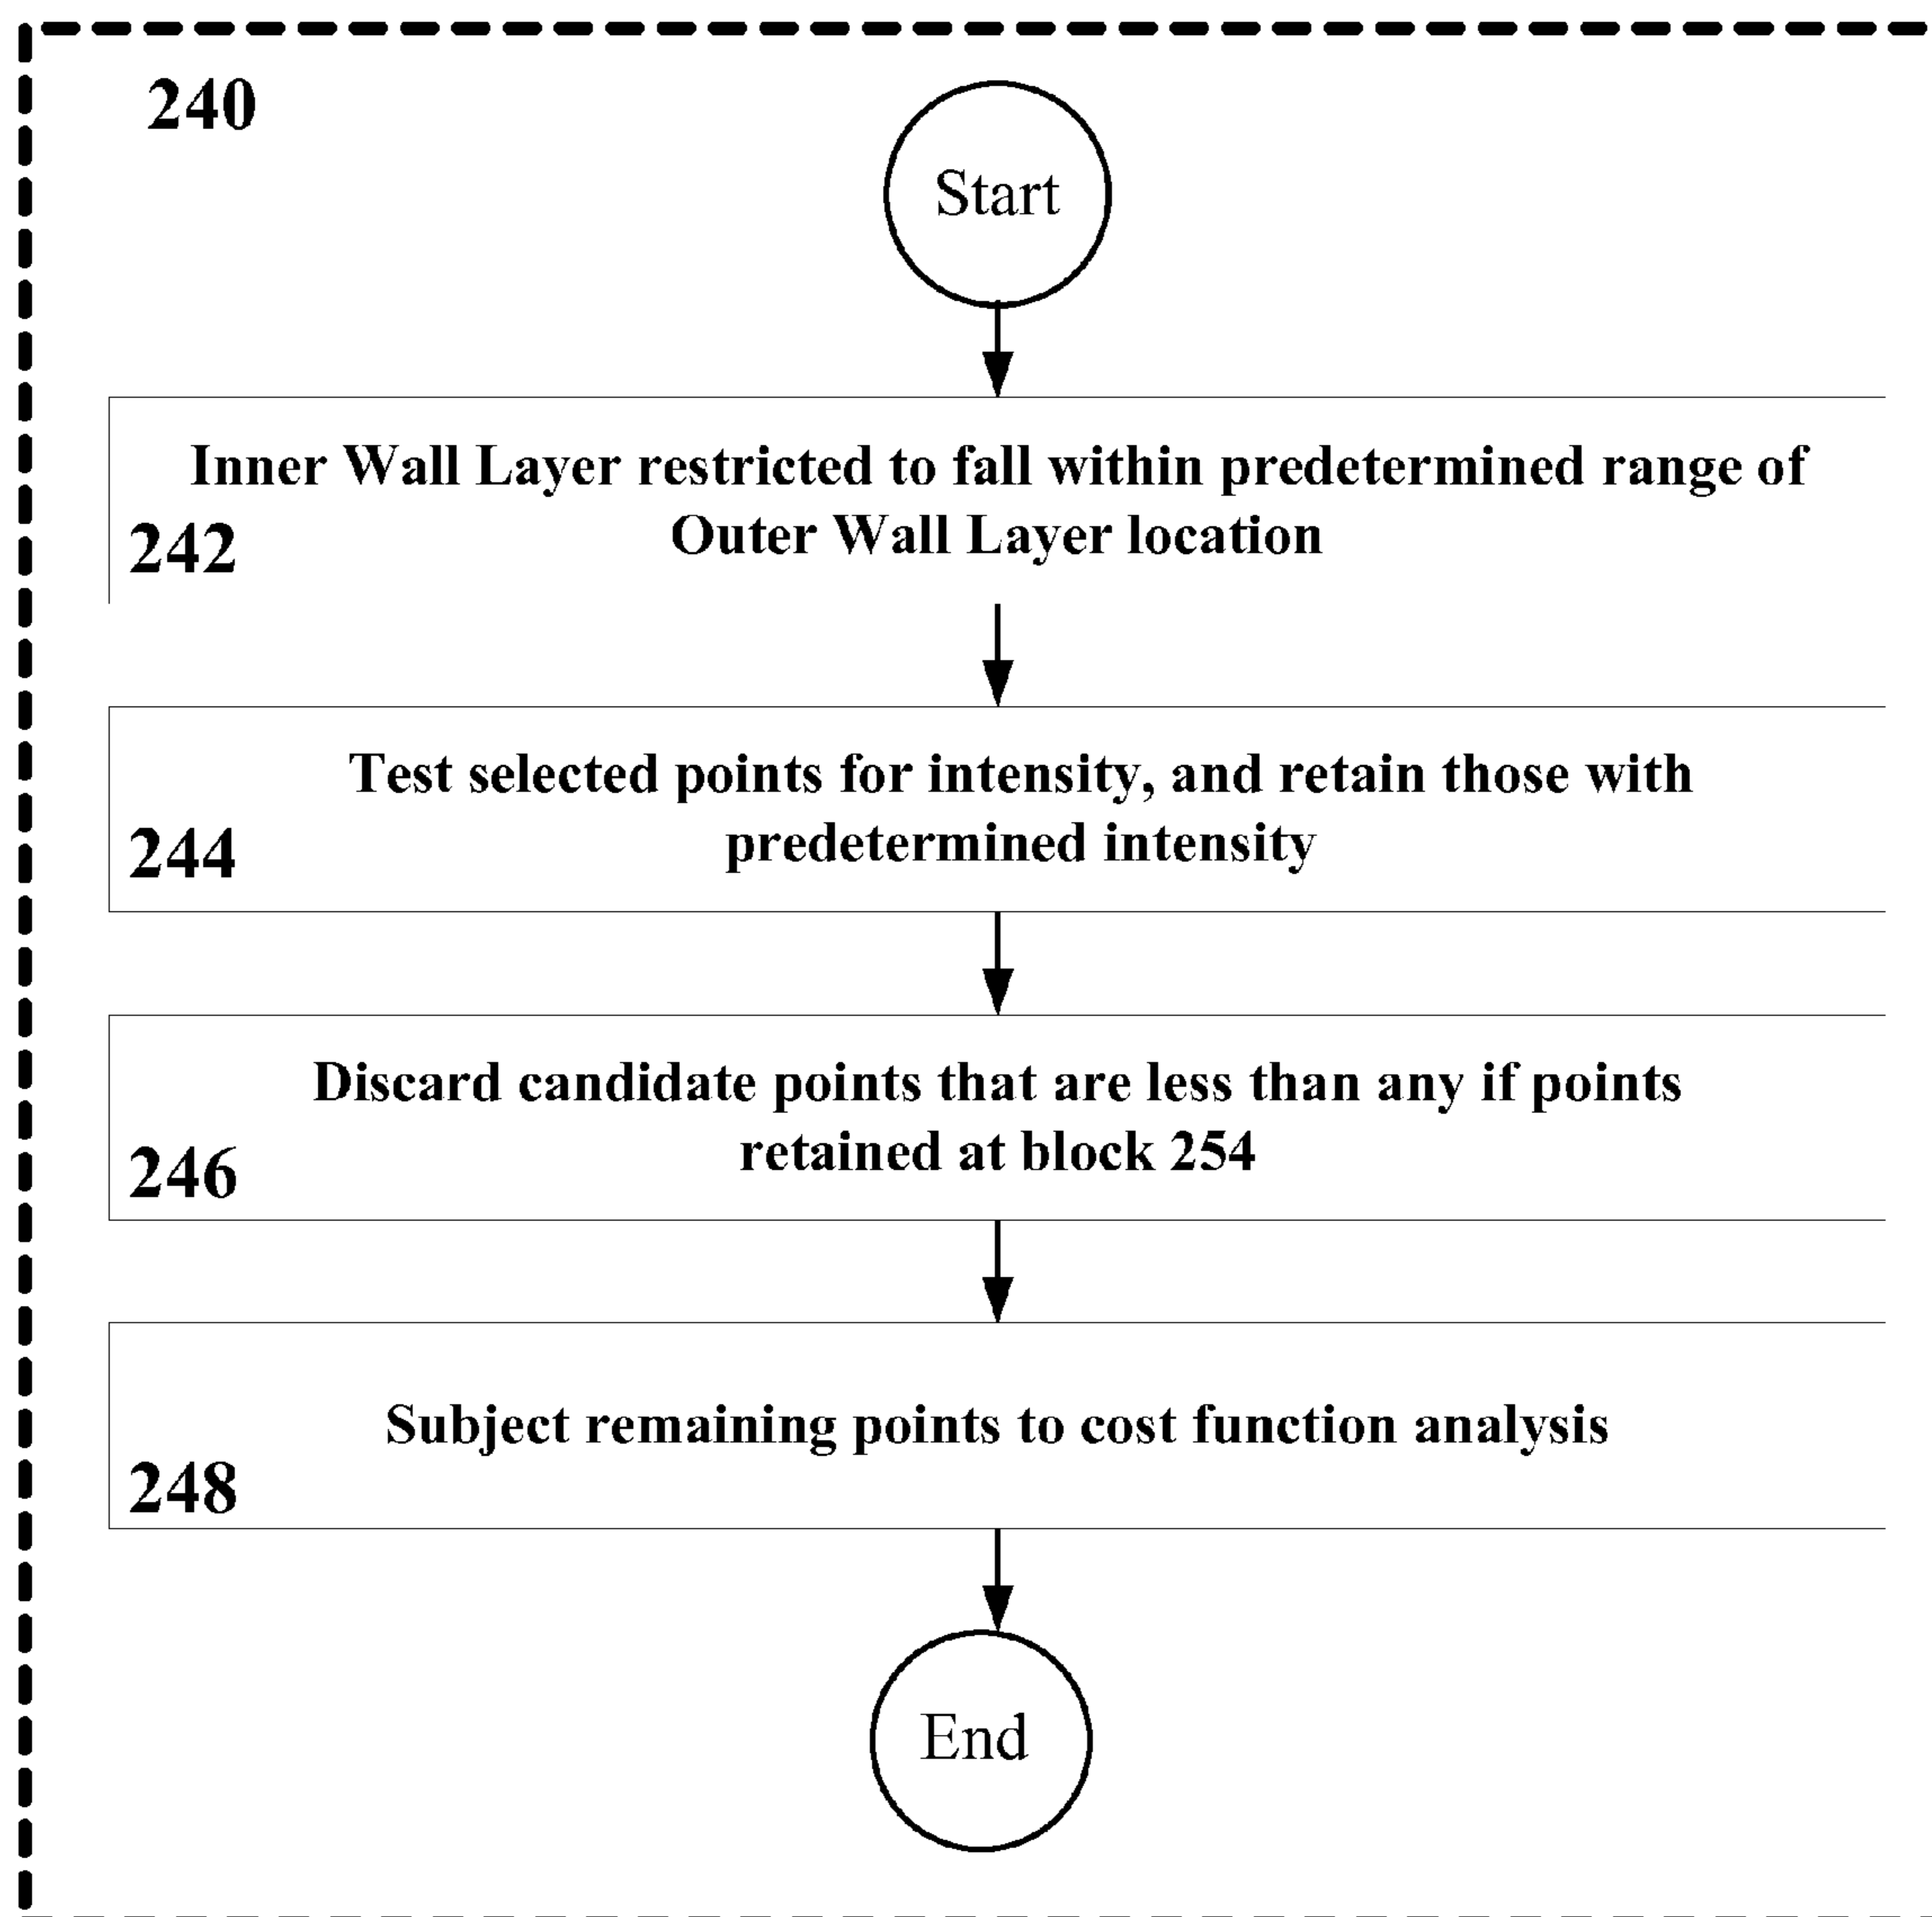 240
Start
Inner Wall Layer restricted to fall within predetermined range of
Outer Wall Layer location
242
Test selected points for intensity, and retain those with
predetermined intensity
244
Discard candidate points that are less than any if points
retained at block 254
246
Subject remaining points to cost function analysis
248
End